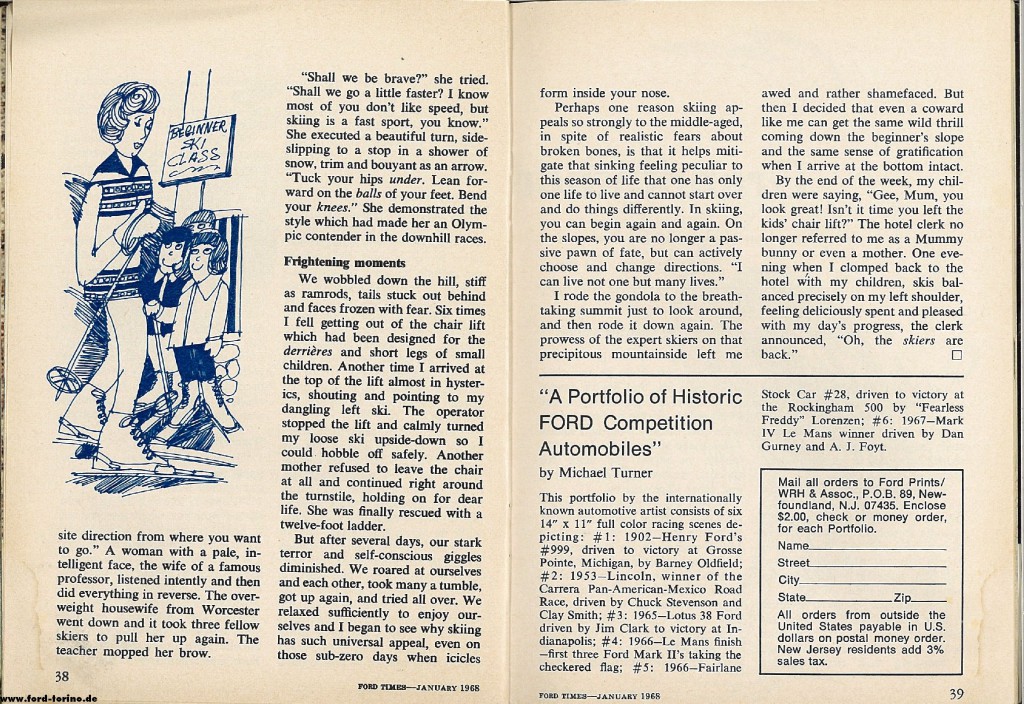 BEGINNER
SKI
CLASS
site direction from where you want
to go." A woman with a pale, in-
telligent face, the wife of a famous
professor, listened intently and then
did everything in reverse. The over-
weight housewife from Worcester
went down and it took three fellow
skiers to pull her up again. The
teacher mopped her brow.
"Shall we be brave?" she tried.
"Shall we go a little faster? I know
most of you don't like speed, but
skiing is a fast sport, you know."
She executed a beautiful turn, side-
slipping to a stop in a shower of
snow, trim and bouyant as an arrow.
"Tuck your hips under. Lean for-
ward on the balls of your feet. Bend
your knees." She demonstrated the
style which had made her an Olym-
pic contender in the downhill races.
Frightening moments
We wobbled down the hill, stiff
as ramrods, tails stuck out behind
and faces frozen with fear. Six times
I fell getting out of the chair lift
which had been designed for the
derrières and short legs of small
children. Another time I arrived at
the top of the lift almost in hyster-
ics, shouting and pointing to my
dangling left ski. The operator
stopped the lift and calmly turned
my loose ski upside-down so I
could hobble off safely. Another
mother refused to leave the chair
at all and continued right around
the turnstile, holding on for dear
life. She was finally rescued with a
twelve-foot ladder.
But after several days, our stark
terror and self-conscious giggles
diminished. We roared at ourselves
and each other, took many a tumble,
got up again, and tried all over. We
relaxed sufficiently to enjoy our-
selves and I began to see why skiing
has such universal appeal, even on
those sub-zero days when icicles
38
FORD TIMES—JANUARY 1968
www.ford-torino.de
form inside your nose.
Perhaps one reason skiing ap-
peals so strongly to the middle-aged,
in spite of realistic fears about
broken bones, is that it helps miti-
gate that sinking feeling peculiar to
this season of life that one has only
one life to live and cannot start over
and do things differently. In skiing,
you can begin again and again. On
the slopes, you are no longer a pas-
sive pawn of fate, but can actively
choose and change directions. "I
can live not one but many lives."
I rode the gondola to the breath-
taking summit just to look around,
and then rode it down again. The
prowess of the expert skiers on that
precipitous mountainside left me
awed and rather shamefaced. But
then I decided that even a coward
like me can get the same wild thrill
coming down the beginner's slope
and the same sense of gratification
when I arrive at the bottom intact.
By the end of the week, my chil-
dren were saying, "Gee, Mum, you
look great! Isn't it time you left the
kids' chair lift?" The hotel clerk no
longer referred to me as a Mummy
bunny or even a mother. One eve-
ning when I clomped back to the
hotel with my children, skis bal-
anced precisely on my left shoulder,
feeling deliciously spent and pleased
with my day's progress, the clerk
announced, "Oh, the skiers are
back." □
"A Portfolio of Historic
FORD Competition
Automobiles"
by Michael Turner
This portfolio by the internationally
known automotive artist consists of six
14" x 11" full color racing scenes de-
picting: #1: 1902—Henry Ford's
#999, driven to victory at Grosse
Pointe, Michigan, by Barney Oldfield;
#2: 1953—Lincoln, winner of the
Carrera Pan-American-Mexico Road
Race, driven by Chuck Stevenson and
Clay Smith; #3: 1965—Lotus 38 Ford
driven by Jim Clark to victory at In-
dianapolis; #4: 1966—Le Mans finish
—first three Ford Mark II's taking the
checkered flag; #5: 1966—Fairlane
Stock Car #28, driven to victory at
the Rockingham 500 by "Fearless
Freddy" Lorenzen; #6: 1967—Mark
IV Le Mans winner driven by Dan
Gurney and A. J. Foyt.
Mail all orders to Ford Prints/
WRH & Assoc., P.O.B. 89, New-
foundland, N.J. 07435. Enclose
$2.00, check or money order,
for each Portfolio.
Name
Street
City
State Zip
All orders from outside the
United States payable in U.S.
dollars on postal money order.
New Jersey residents add 3%
sales tax.
FORD TIMES—JANUARY 1968
39